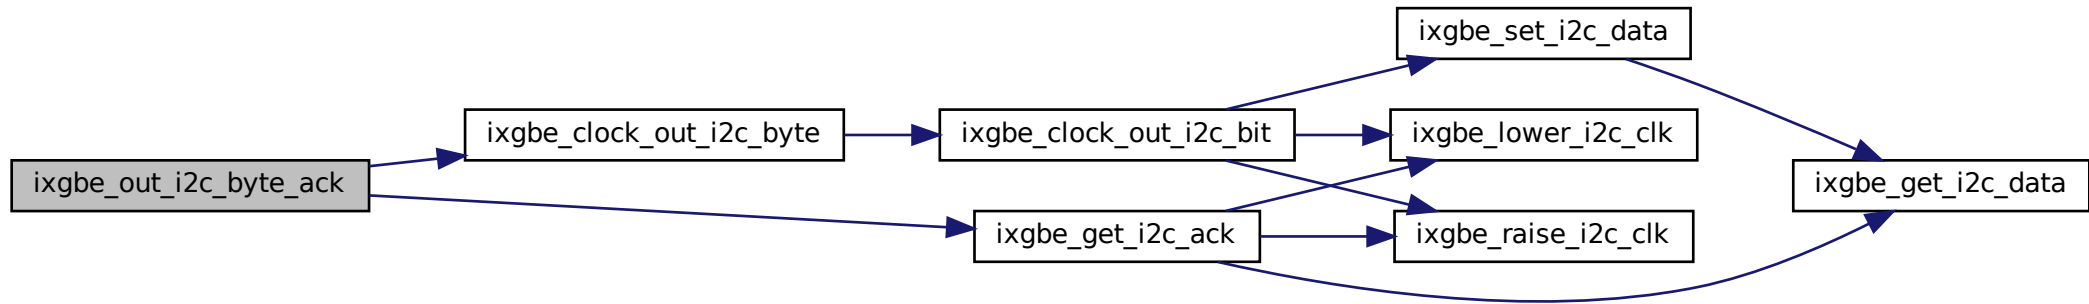 ixgbe_set_i2c_data
ixgbe_clock_out_i2c_byte
ixgbe_clock_out_i2c_bit
ixgbe_lower_i2c_clk
ixgbe_out_i2c_byte_ack
ixgbe_get_i2c_data
ixgbe_get_i2c_ack
ixgbe_raise_i2c_clk